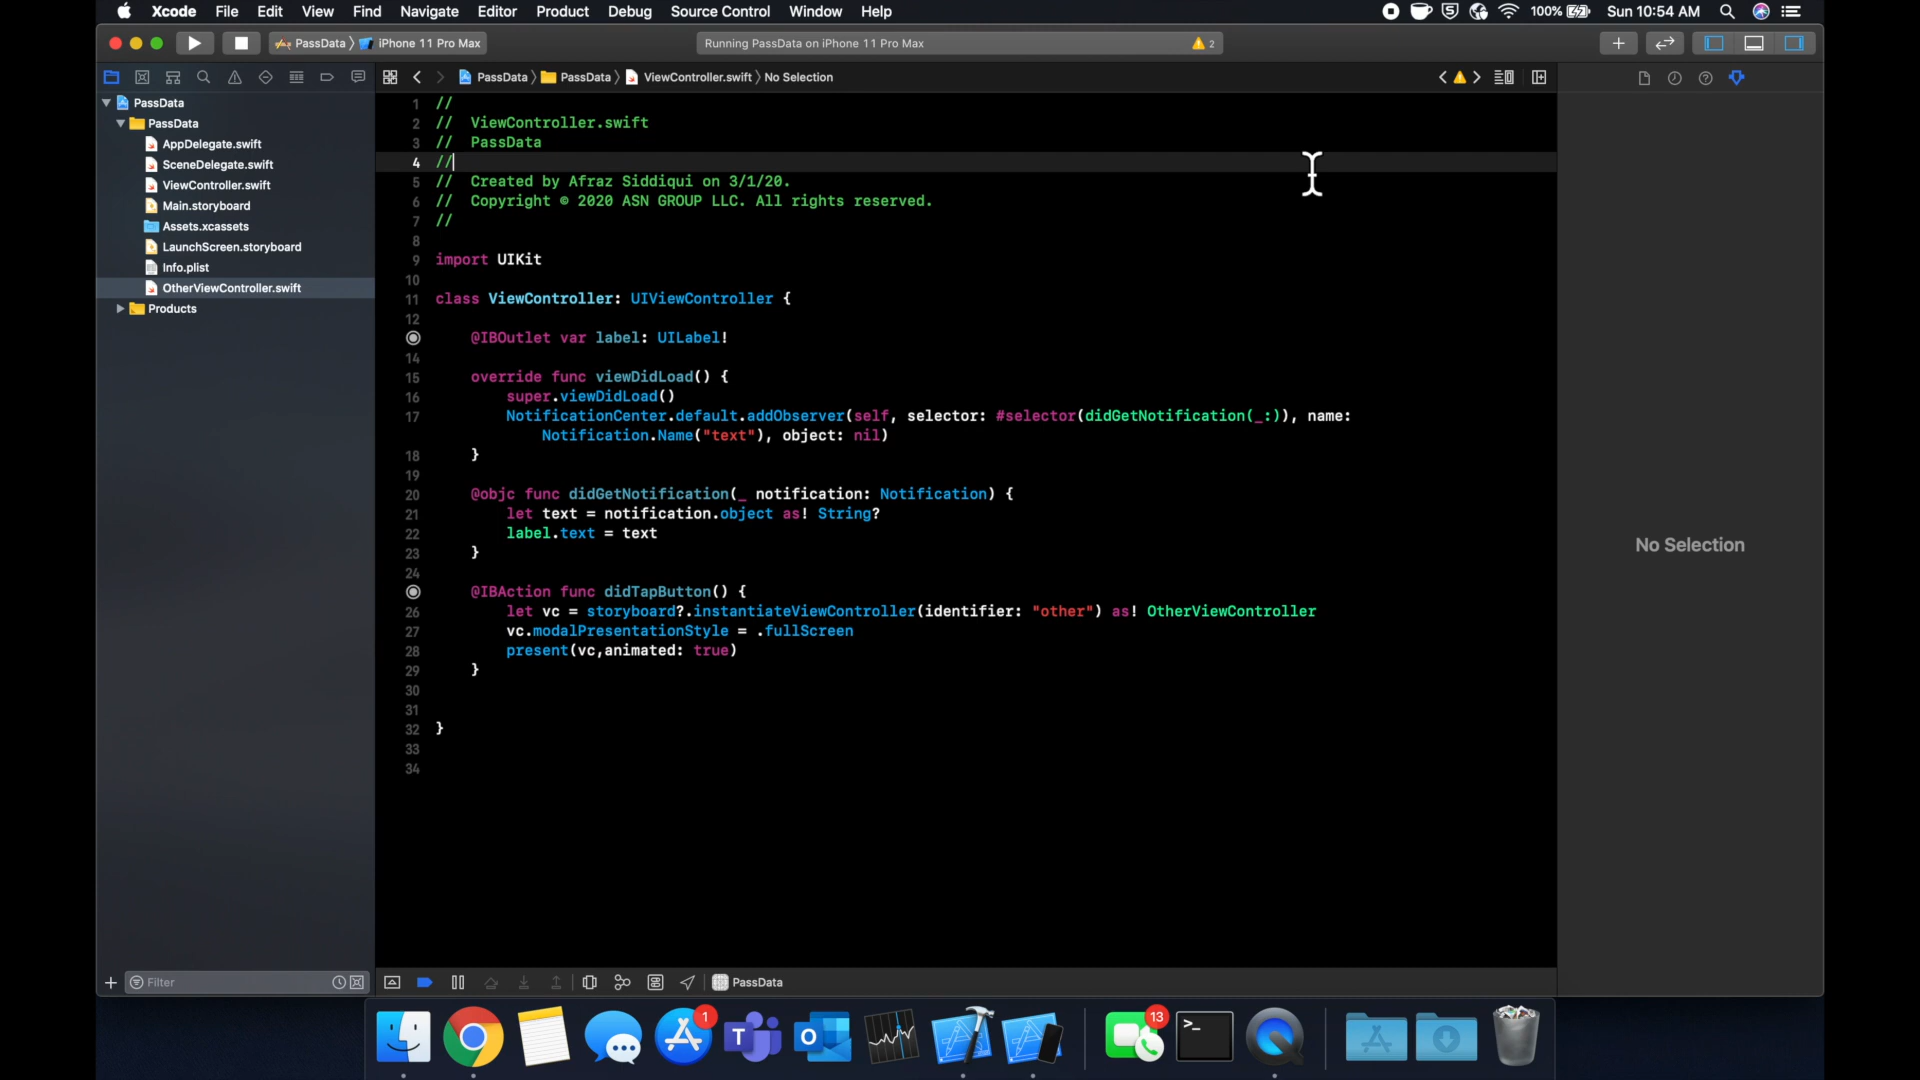 Xcode File Edit View Find Navigate Editor Product Debug Source Control Window Help 100% Sun 10:54 AM
PassData iPhone 11 Pro Max Running PassData on iPhone 11 Pro Max 2
PassData PassData ViewController.swift No Selection
PassData
PassData
AppDelegate.swift
SceneDelegate.swift
ViewController.swift
Main.storyboard
Assets.xcassets
LaunchScreen.storyboard
Info.plist
OtherViewController.swift
Products
1 //
2 // ViewController.swift
3 // PassData
4 //
5 // Created by Afraz Siddiqui on 3/1/20.
6 // Copyright © 2020 ASN GROUP LLC. All rights reserved.
7 //
8
9 import UIKit
10
11 class ViewController: UIViewController {
12
@IBOutlet var label: UILabel!
14
15 override func viewDidLoad() {
16 super.viewDidLoad()
17 NotificationCenter.default.addObserver(self, selector: #selector(didGetNotification(_:)), name:
Notification.Name("text"), object: nil)
18 }
19
20 @objc func didGetNotification(_ notification: Notification) {
21 let text = notification.object as! String?
22 label.text = text
23 }
24
@IBAction func didTapButton() {
26 let vc = storyboard?.instantiateViewController(identifier: "other") as! OtherViewController
27 vc.modalPresentationStyle = .fullScreen
28 present(vc,animated: true)
29 }
30
31
32 }
33
34
No Selection
Filter
PassData
1
13